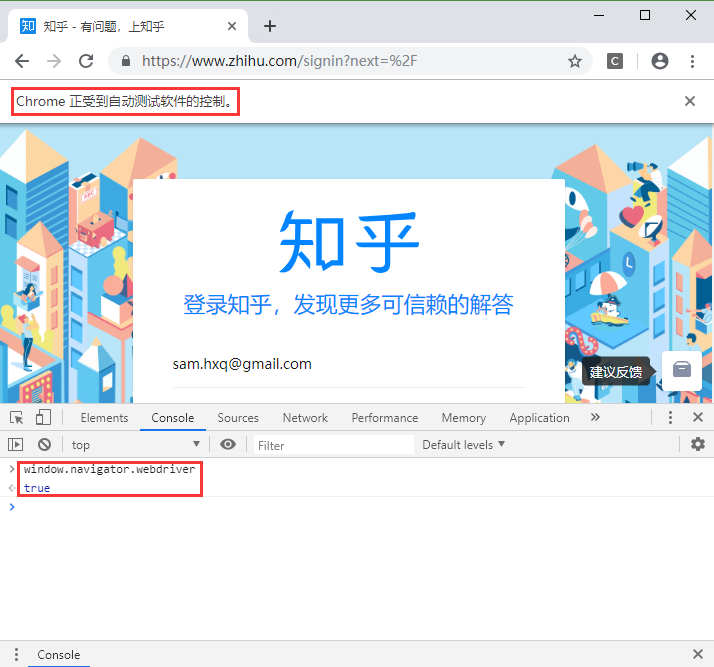 知 知乎 - 有问题，上知乎
https://www.zhihu.com/signin?next=%2F
C
Chrome 正受到自动测试软件的控制。
知乎
登录知乎，发现更多可信赖的解答
sam.hxq@gmail.com
建议反馈
Elements Console Sources Network Performance Memory Application
top Filter Default levels
window.navigator.webdriver
true
Console